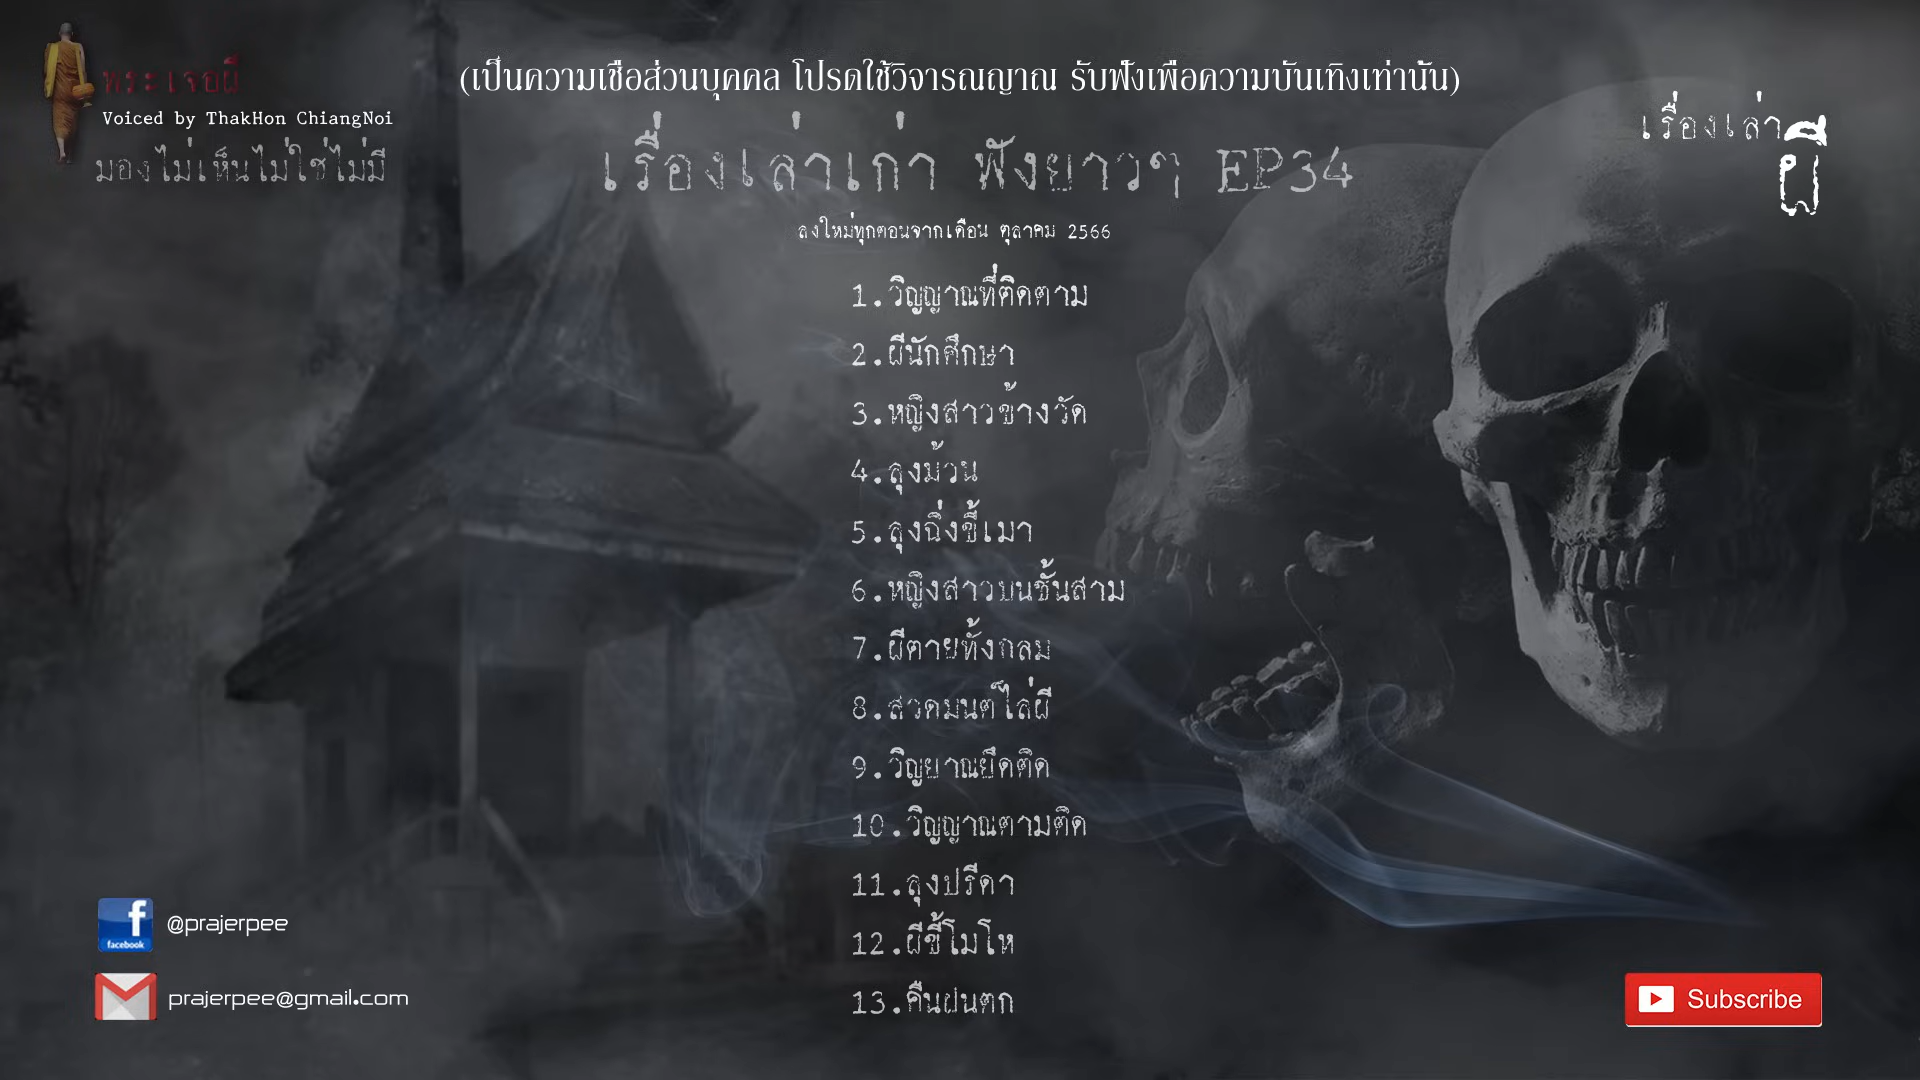 (เป็นความเชื่อส่วนบุคคล โปรดใช้วิจารณญาณ รับฟังเพื่อความบันเทิงเท่านั้น)
พระเจอผี
Voiced by ThakHon ChiangNoi
มองไม่เห็นไม่ใช่ไม่มี
เรื่องเล่าเก่า ฟังยาวๆ EP34
เรื่องเล่า
ผี
ลงใหม่ทุกตอนจากเดือน ตุลาคม 2566
1.วิญญาณที่ติดตาม
2.ผีนักศึกษา
3.หญิงสาวข้างวัด
4.ลุงม้วน
5.ลุงฉิ่งขี้เมา
6.หญิงสาวบนชั้นสาม
7.ผีตายทั้งกลม
8.สวดมนต์ไล่ผี
9.วิญยาณยึดติด
10.วิญญาณตามติด
11.ลุงปรีดา
12.ผีขี้โมโห
13.คืนฝนตก
facebook
@prajerpee
prajerpee@gmail.com
Subscribe